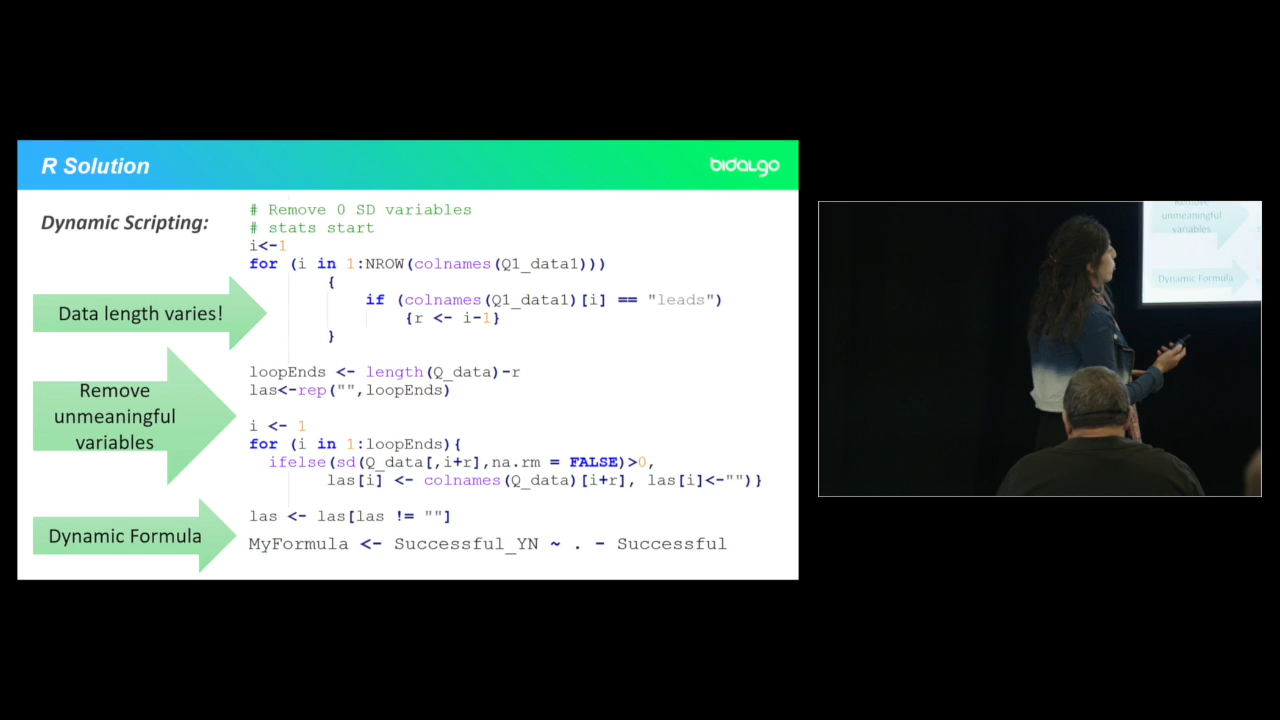 R Solution
bidalgo
Dynamic Scripting:
# Remove 0 SD variables
# stats start
i<-1
for (i in 1:NROW(colnames(Q1_data1)))
{
if (colnames(Q1_data1)[i] == "leads")
{r <- i-1}
}
Data length varies!
loopEnds <- length(Q_data)-r
las<-rep("",loopEnds)
Remove
unmeaningful
variables
i <- 1
for (i in 1:loopEnds){
ifelse(sd(Q_data[,i+r],na.rm = FALSE)>0,
las[i] <- colnames(Q_data)[i+r], las[i]<-"")}
las <- las[las != ""]
Dynamic Formula
MyFormula <- Successful_YN ~ . - Successful
Remove
unmeaningful
variables
Dynamic Formula